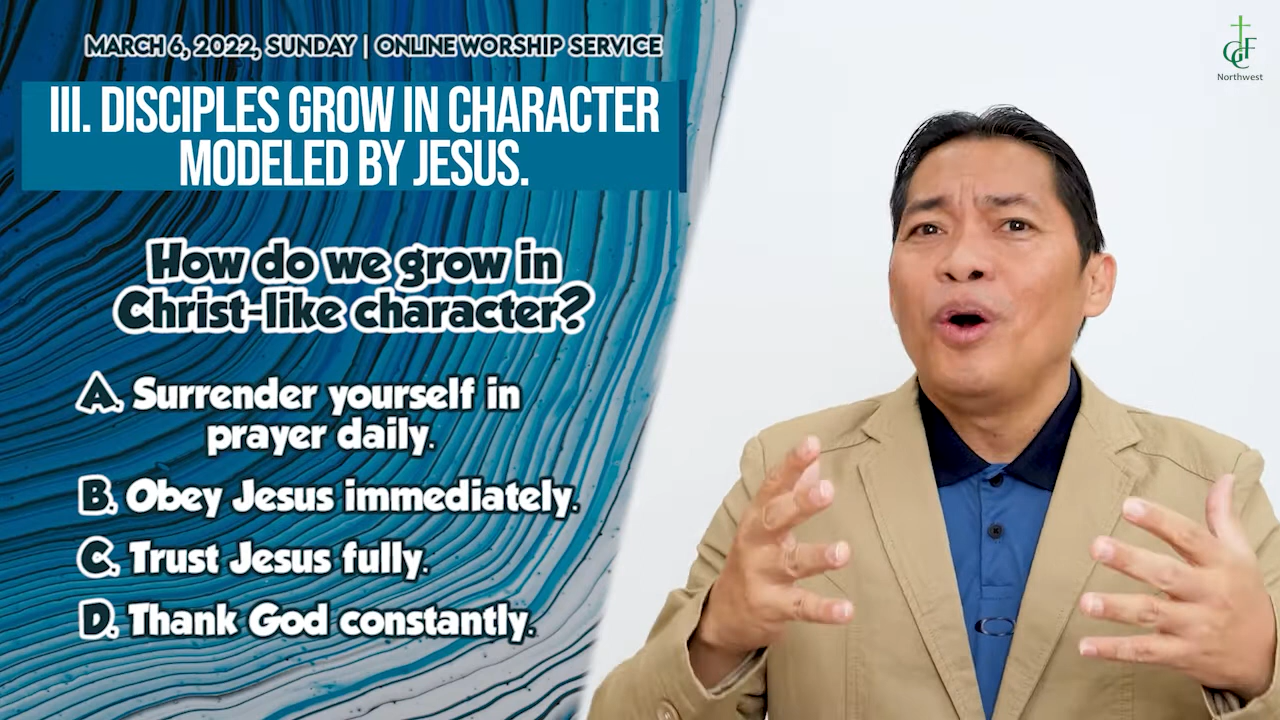 MARCH 6, 2022, SUNDAY | ONLINE WORSHIP SERVICE
III. DISCIPLES GROW IN CHARACTER
MODELED BY JESUS.
How do we grow in
Christ-like character?
A. Surrender yourself in
prayer daily.
B. Obey Jesus immediately.
C. Trust Jesus fully.
D. Thank God constantly.
GCF
Northwest